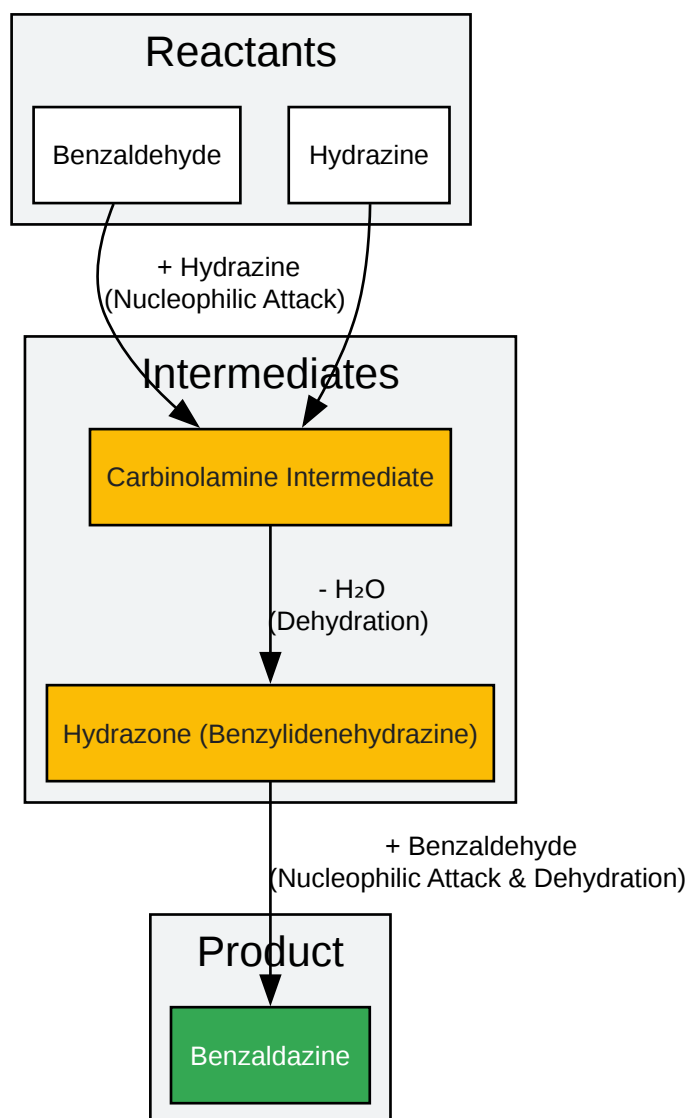 Reactants
Benzaldehyde
Hydrazine
+ Hydrazine
(Nucleophilic Attack)
Intermediates
Carbinolamine Intermediate
- H₂O
(Dehydration)
Hydrazone (Benzylidenehydrazine)
+ Benzaldehyde
(Nucleophilic Attack & Dehydration)
Product
Benzaldazine